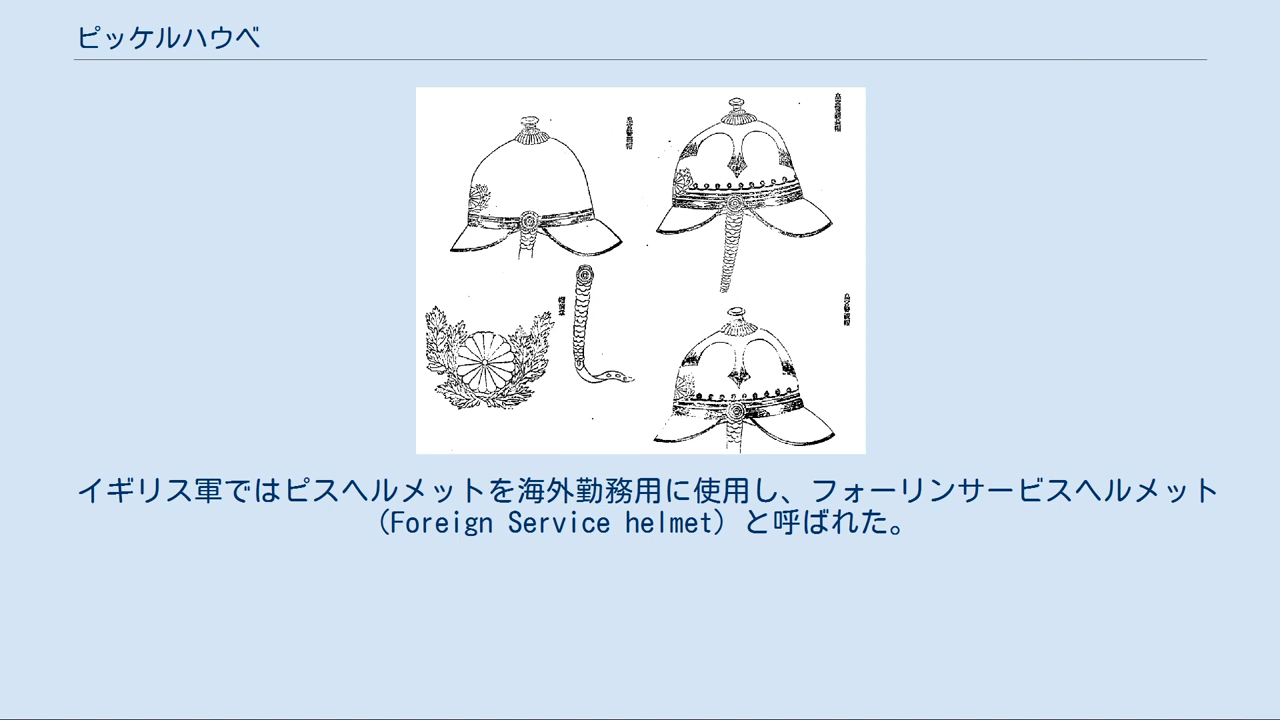 ピッケルハウベ
イギリス軍ではピスヘルメットを海外勤務用に使用し、フォーリンサービスヘルメット
(Foreign Service helmet) と呼ばれた。